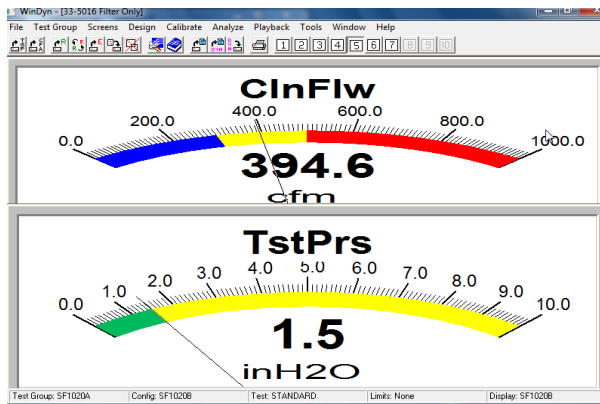 WinDyn - [33-5016 Filter Only]
File Test Group Screens Design Calibrate Analyze Playback Tools Window Help
1 2 3 4 5 6 7 8 9 10
ClnFlw
0.0 200.0 400.0 600.0 800.0 1000.0
394.6
cfm
TstPrs
0.0 1.0 2.0 3.0 4.0 5.0 6.0 7.0 8.0 9.0 10.0
1.5
inH2O
Test Group: SF1020A Config: SF1020B Test: STANDARD Limits: None Display: SF1020B